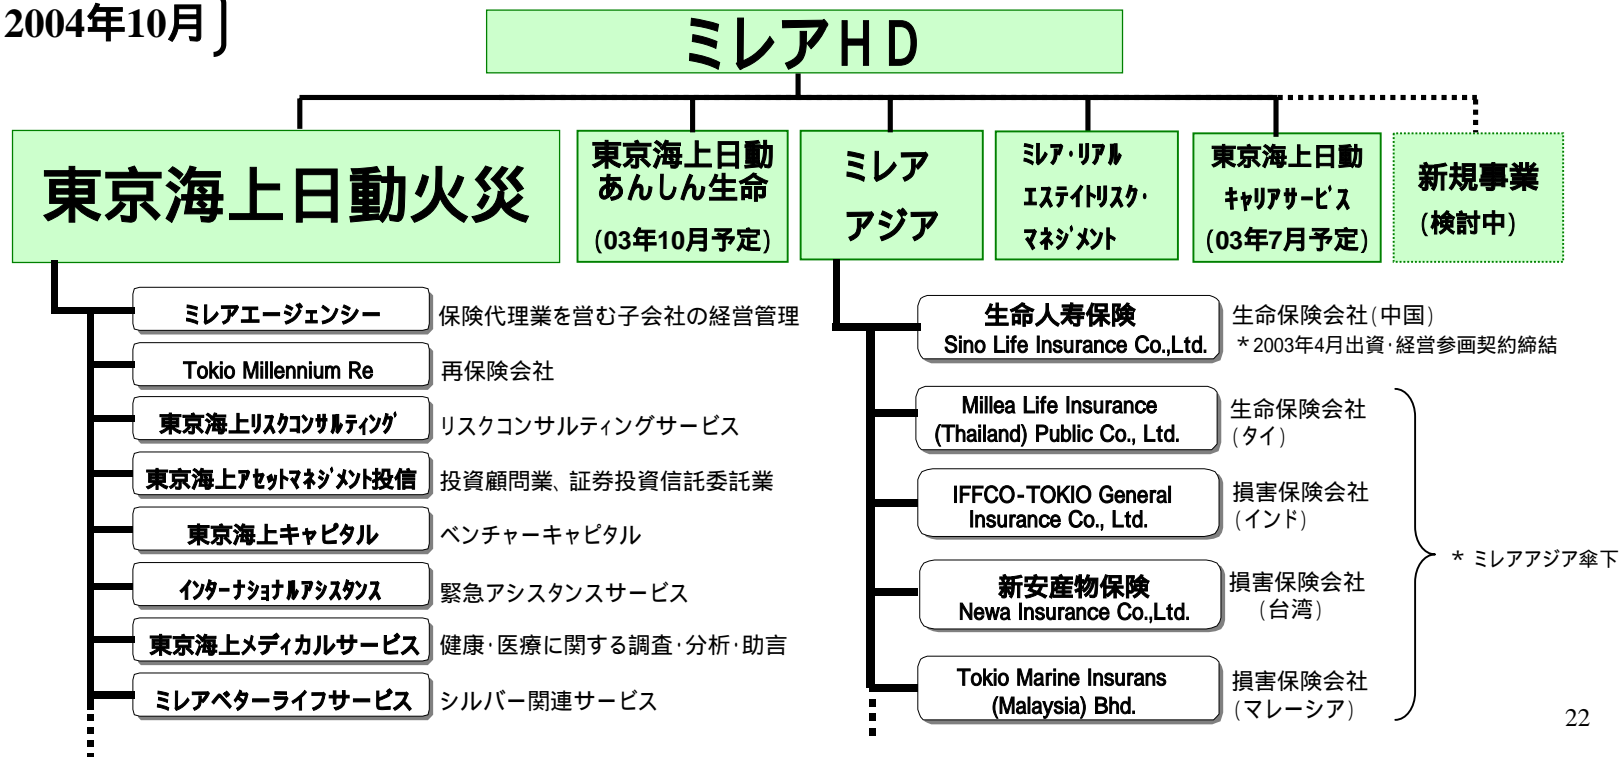 2004年10月
ミレアＨＤ
東京海上日動火災
東京海上日動
あんしん生命
(03年10月予定)
ミレア
アジア
ﾐﾚｱ･ﾘｱﾙ
ｴｽﾃｲﾄﾘｽｸ･
ﾏﾈｼﾞﾒﾝﾄ
東京海上日動
ｷｬﾘｱｻｰﾋﾞｽ
(03年7月予定)
新規事業
(検討中)
ミレアエージェンシー
保険代理業を営む子会社の経営管理
Tokio Millennium Re
再保険会社
東京海上ﾘｽｸｺﾝｻﾙﾃｨﾝｸﾞ
リスクコンサルティングサービス
東京海上ｱｾｯﾄﾏﾈｼﾞﾒﾝﾄ投信
投資顧問業、証券投資信託委託業
東京海上キャピタル
ベンチャーキャピタル
ｲﾝﾀｰﾅｼｮﾅﾙｱｼｽﾀﾝｽ
緊急アシスタンスサービス
東京海上メディカルサービス
健康･医療に関する調査･分析･助言
ミレアベターライフサービス
シルバー関連サービス
生命人寿保険
Sino Life Insurance Co.,Ltd.
生命保険会社(中国)
＊2003年4月出資･経営参画契約締結
Millea Life Insurance
(Thailand) Public Co., Ltd.
生命保険会社
(タイ)
IFFCO-TOKIO General
Insurance Co., Ltd.
損害保険会社
(インド)
新安産物保険
Newa Insurance Co.,Ltd.
損害保険会社
(台湾)
Tokio Marine Insurans
(Malaysia) Bhd.
損害保険会社
(マレーシア)
＊ ミレアアジア傘下
22